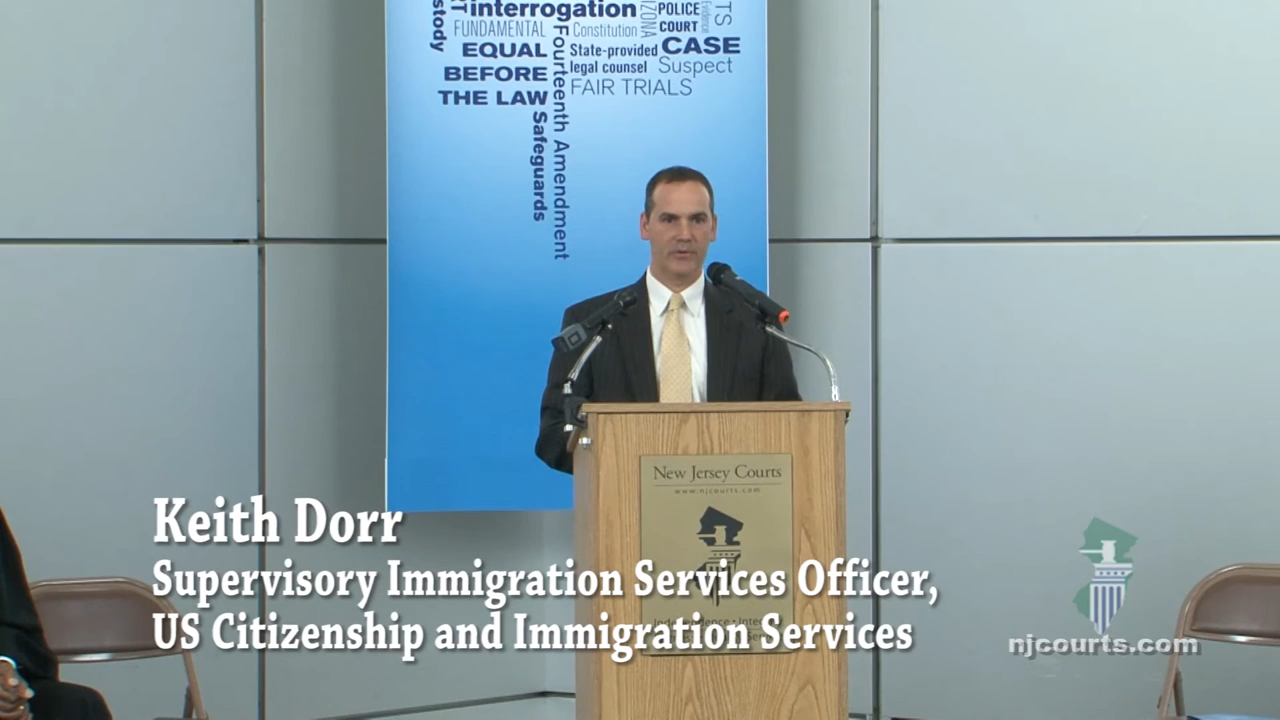 interrogation
POLICE
FUNDAMENTAL
Constitution
COURT
Evidence
EQUAL
State-provided
CASE
BEFORE
legal counsel
Suspect
THE LAW
FAIR TRIALS
Fourteenth Amendment
Safeguards
New Jersey Courts
www.njcourts.com
Keith Dorr
Supervisory Immigration Services Officer,
US Citizenship and Immigration Services
njcourts.com